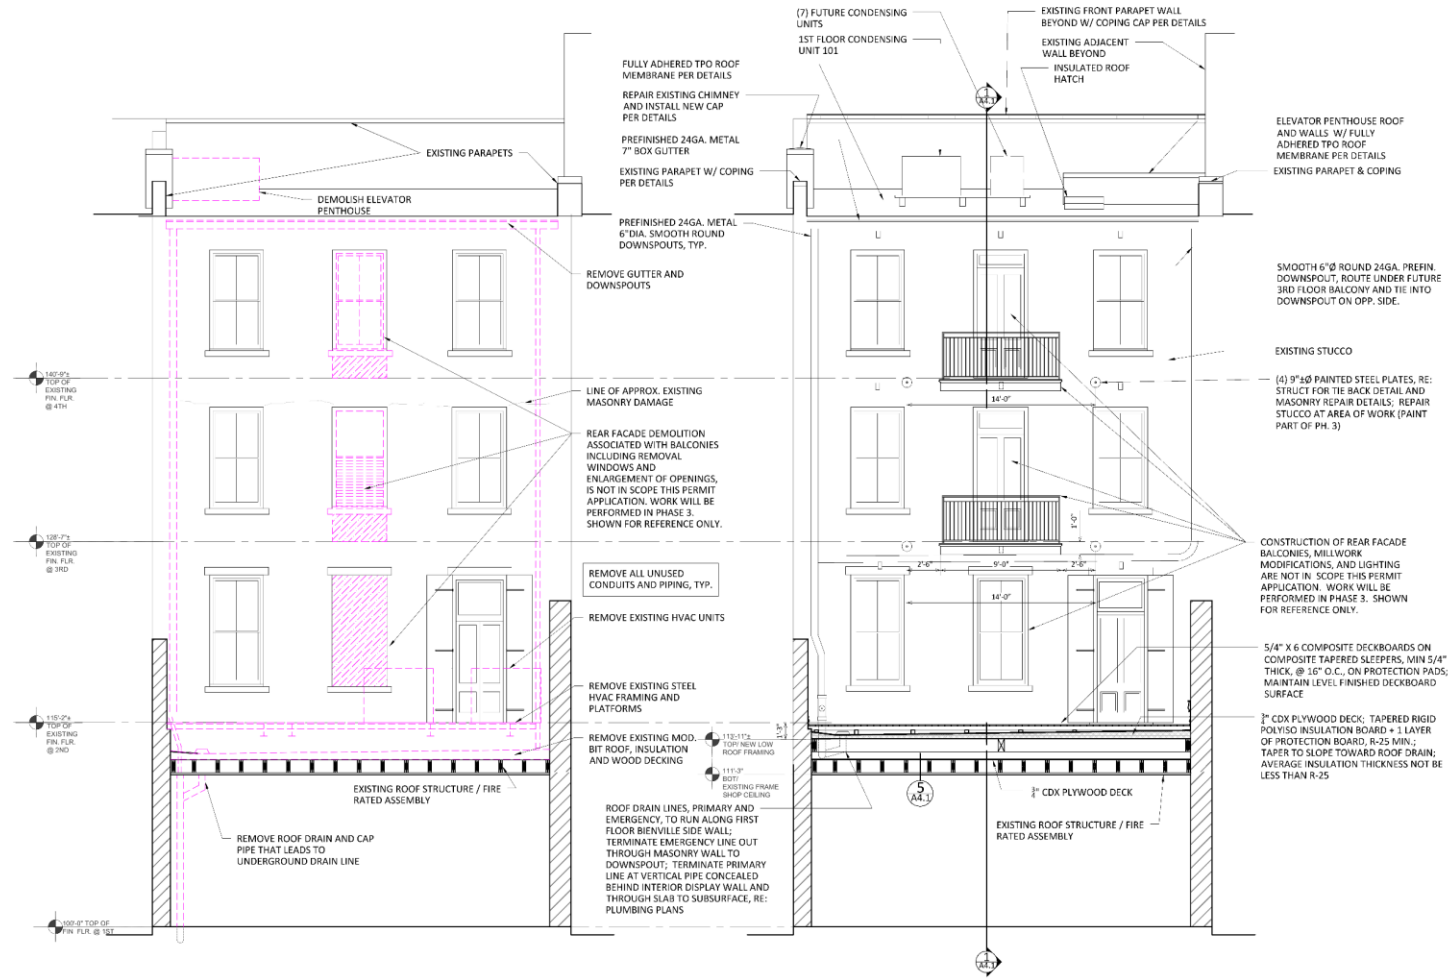 EXISTING PARAPETS
DEMOLISH ELEVATOR
PENTHOUSE
REMOVE GUTTER AND
DOWNSPOUTS
140'-9"±
TOP OF
EXISTING
FIN. FLR.
@ 4TH
LINE OF APPROX. EXISTING
MASONRY DAMAGE
REAR FACADE DEMOLITION
ASSOCIATED WITH BALCONIES
INCLUDING REMOVAL
WINDOWS AND
ENLARGEMENT OF OPENINGS,
IS NOT IN SCOPE THIS PERMIT
APPLICATION. WORK WILL BE
PERFORMED IN PHASE 3.
SHOWN FOR REFERENCE ONLY.
128'-7"±
TOP OF
EXISTING
FIN. FLR.
@ 3RD
REMOVE ALL UNUSED
CONDUITS AND PIPING, TYP.
REMOVE EXISTING HVAC UNITS
REMOVE EXISTING STEEL
HVAC FRAMING AND
PLATFORMS
115'-2"±
TOP OF
EXISTING
FIN. FLR.
@ 2ND
REMOVE EXISTING MOD.
BIT ROOF, INSULATION
AND WOOD DECKING
EXISTING ROOF STRUCTURE / FIRE
RATED ASSEMBLY
REMOVE ROOF DRAIN AND CAP
PIPE THAT LEADS TO
UNDERGROUND DRAIN LINE
100'-0" TOP OF
FIN. FLR. @ 1ST
(7) FUTURE CONDENSING
UNITS
1ST FLOOR CONDENSING
UNIT 101
FULLY ADHERED TPO ROOF
MEMBRANE PER DETAILS
REPAIR EXISTING CHIMNEY
AND INSTALL NEW CAP
PER DETAILS
PREFINISHED 24GA. METAL
7" BOX GUTTER
EXISTING PARAPET W/ COPING
PER DETAILS
PREFINISHED 24GA. METAL
6"DIA. SMOOTH ROUND
DOWNSPOUTS, TYP.
EXISTING FRONT PARAPET WALL
BEYOND W/ COPING CAP PER DETAILS
EXISTING ADJACENT
WALL BEYOND
INSULATED ROOF
HATCH
1
A4.1
ELEVATOR PENTHOUSE ROOF
AND WALLS W/ FULLY
ADHERED TPO ROOF
MEMBRANE PER DETAILS
EXISTING PARAPET & COPING
SMOOTH 6"Ø ROUND 24GA. PREFIN.
DOWNSPOUT, ROUTE UNDER FUTURE
3RD FLOOR BALCONY AND TIE INTO
DOWNSPOUT ON OPP. SIDE.
EXISTING STUCCO
(4) 9"±Ø PAINTED STEEL PLATES, RE:
STRUCT FOR TIE BACK DETAIL AND
MASONRY REPAIR DETAILS; REPAIR
STUCCO AT AREA OF WORK (PAINT
PART OF PH. 3)
14'-0"
1'-0"
2'-6"
9'-0"
2'-6"
14'-0"
CONSTRUCTION OF REAR FACADE
BALCONIES, MILLWORK
MODIFICATIONS, AND LIGHTING
ARE NOT IN SCOPE THIS PERMIT
APPLICATION. WORK WILL BE
PERFORMED IN PHASE 3. SHOWN
FOR REFERENCE ONLY.
5/4" X 6 COMPOSITE DECKBOARDS ON
COMPOSITE TAPERED SLEEPERS, MIN 5/4"
THICK, @ 16" O.C., ON PROTECTION PADS;
MAINTAIN LEVEL FINISHED DECKBOARD
SURFACE
¾" CDX PLYWOOD DECK; TAPERED RIGID
POLYISO INSULATION BOARD + 1 LAYER
OF PROTECTION BOARD, R-25 MIN.;
TAPER TO SLOPE TOWARD ROOF DRAIN;
AVERAGE INSULATION THICKNESS NOT BE
LESS THAN R-25
113'-11"±
TOP/ NEW LOW
ROOF FRAMING
1'-3"
111'-3"
BOT/
EXISTING FRAME
SHOP CEILING
5
A4.1
¾" CDX PLYWOOD DECK
EXISTING ROOF STRUCTURE / FIRE
RATED ASSEMBLY
ROOF DRAIN LINES, PRIMARY AND
EMERGENCY, TO RUN ALONG FIRST
FLOOR BIENVILLE SIDE WALL;
TERMINATE EMERGENCY LINE OUT
THROUGH MASONRY WALL TO
DOWNSPOUT; TERMINATE PRIMARY
LINE AT VERTICAL PIPE CONCEALED
BEHIND INTERIOR DISPLAY WALL AND
THROUGH SLAB TO SUBSURFACE, RE:
PLUMBING PLANS
1
A4.1